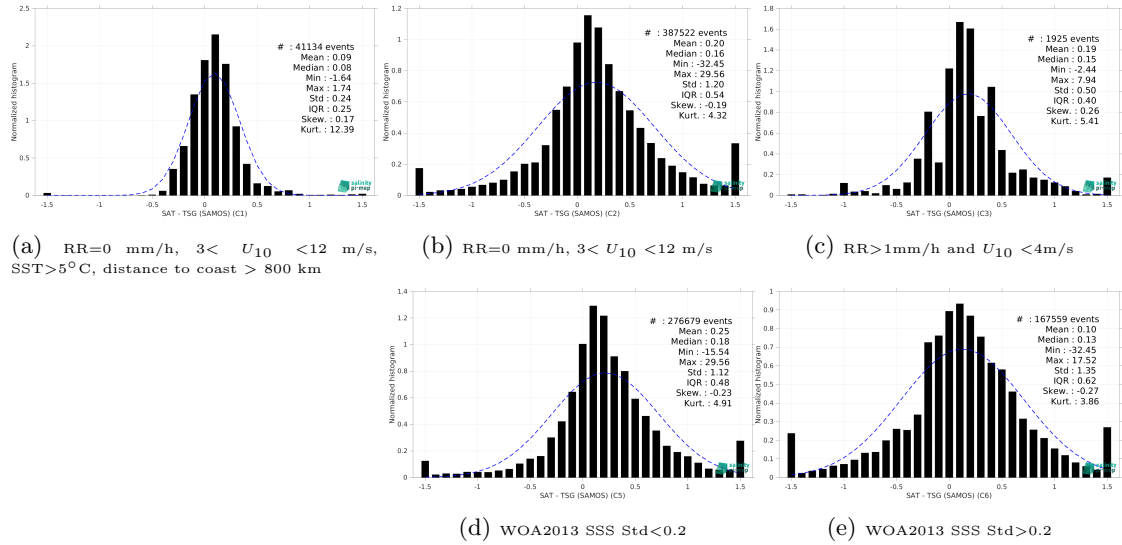 2.5
2
1.5
1
0.5
0
Normalized histogram
# : 41134 events
Mean : 0.09
Median : 0.08
Min : -1.64
Max : 1.74
Std : 0.24
IQR : 0.25
Skew. : 0.17
Kurt. : 12.39
salinity
pi-mep
-1.5 -1 -0.5 0 0.5 1 1.5
SAT - TSG (SAMOS) (C1)
(a) RR=0 mm/h, 3< U10 <12 m/s,
SST>5°C, distance to coast > 800 km
1.2
1
0.8
0.6
0.4
0.2
0
Normalized histogram
# : 387522 events
Mean : 0.20
Median : 0.16
Min : -32.45
Max : 29.56
Std : 1.20
IQR : 0.54
Skew. : -0.19
Kurt. : 4.32
salinity
pi-mep
-1.5 -1 -0.5 0 0.5 1 1.5
SAT - TSG (SAMOS) (C2)
(b) RR=0 mm/h, 3< U10 <12 m/s
1.8
1.6
1.4
1.2
1
0.8
0.6
0.4
0.2
0
Normalized histogram
# : 1925 events
Mean : 0.19
Median : 0.15
Min : -2.44
Max : 7.94
Std : 0.50
IQR : 0.40
Skew. : 0.26
Kurt. : 5.41
salinity
pi-mep
-1.5 -1 -0.5 0 0.5 1 1.5
SAT - TSG (SAMOS) (C3)
(c) RR>1mm/h and U10 <4m/s
1.4
1.2
1
0.8
0.6
0.4
0.2
0
Normalized histogram
# : 276679 events
Mean : 0.25
Median : 0.18
Min : -15.54
Max : 29.56
Std : 1.12
IQR : 0.48
Skew. : -0.23
Kurt. : 4.91
salinity
pi-mep
-1.5 -1 -0.5 0 0.5 1 1.5
SAT - TSG (SAMOS) (C5)
(d) WOA2013 SSS Std<0.2
1
0.9
0.8
0.7
0.6
0.5
0.4
0.3
0.2
0.1
0
Normalized histogram
# : 167559 events
Mean : 0.10
Median : 0.13
Min : -32.45
Max : 17.52
Std : 1.35
IQR : 0.62
Skew. : -0.27
Kurt. : 3.86
salinity
pi-mep
-1.5 -1 -0.5 0 0.5 1 1.5
SAT - TSG (SAMOS) (C6)
(e) WOA2013 SSS Std>0.2